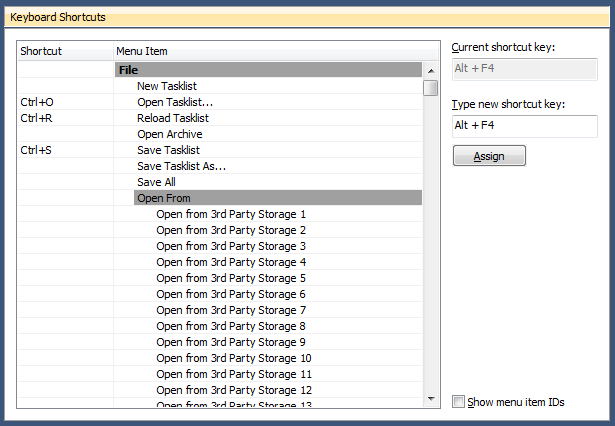 Keyboard Shortcuts
Shortcut Menu Item
File
New Tasklist
Ctrl+O Open Tasklist...
Ctrl+R Reload Tasklist
Open Archive
Ctrl+S Save Tasklist
Save Tasklist As...
Save All
Open From
Open from 3rd Party Storage 1
Open from 3rd Party Storage 2
Open from 3rd Party Storage 3
Open from 3rd Party Storage 4
Open from 3rd Party Storage 5
Open from 3rd Party Storage 6
Open from 3rd Party Storage 7
Open from 3rd Party Storage 8
Open from 3rd Party Storage 9
Open from 3rd Party Storage 10
Open from 3rd Party Storage 11
Open from 3rd Party Storage 12
Open from 3rd Party Storage 13
Current shortcut key:
Alt + F4
Type new shortcut key:
Alt + F4
Assign
Show menu item IDs